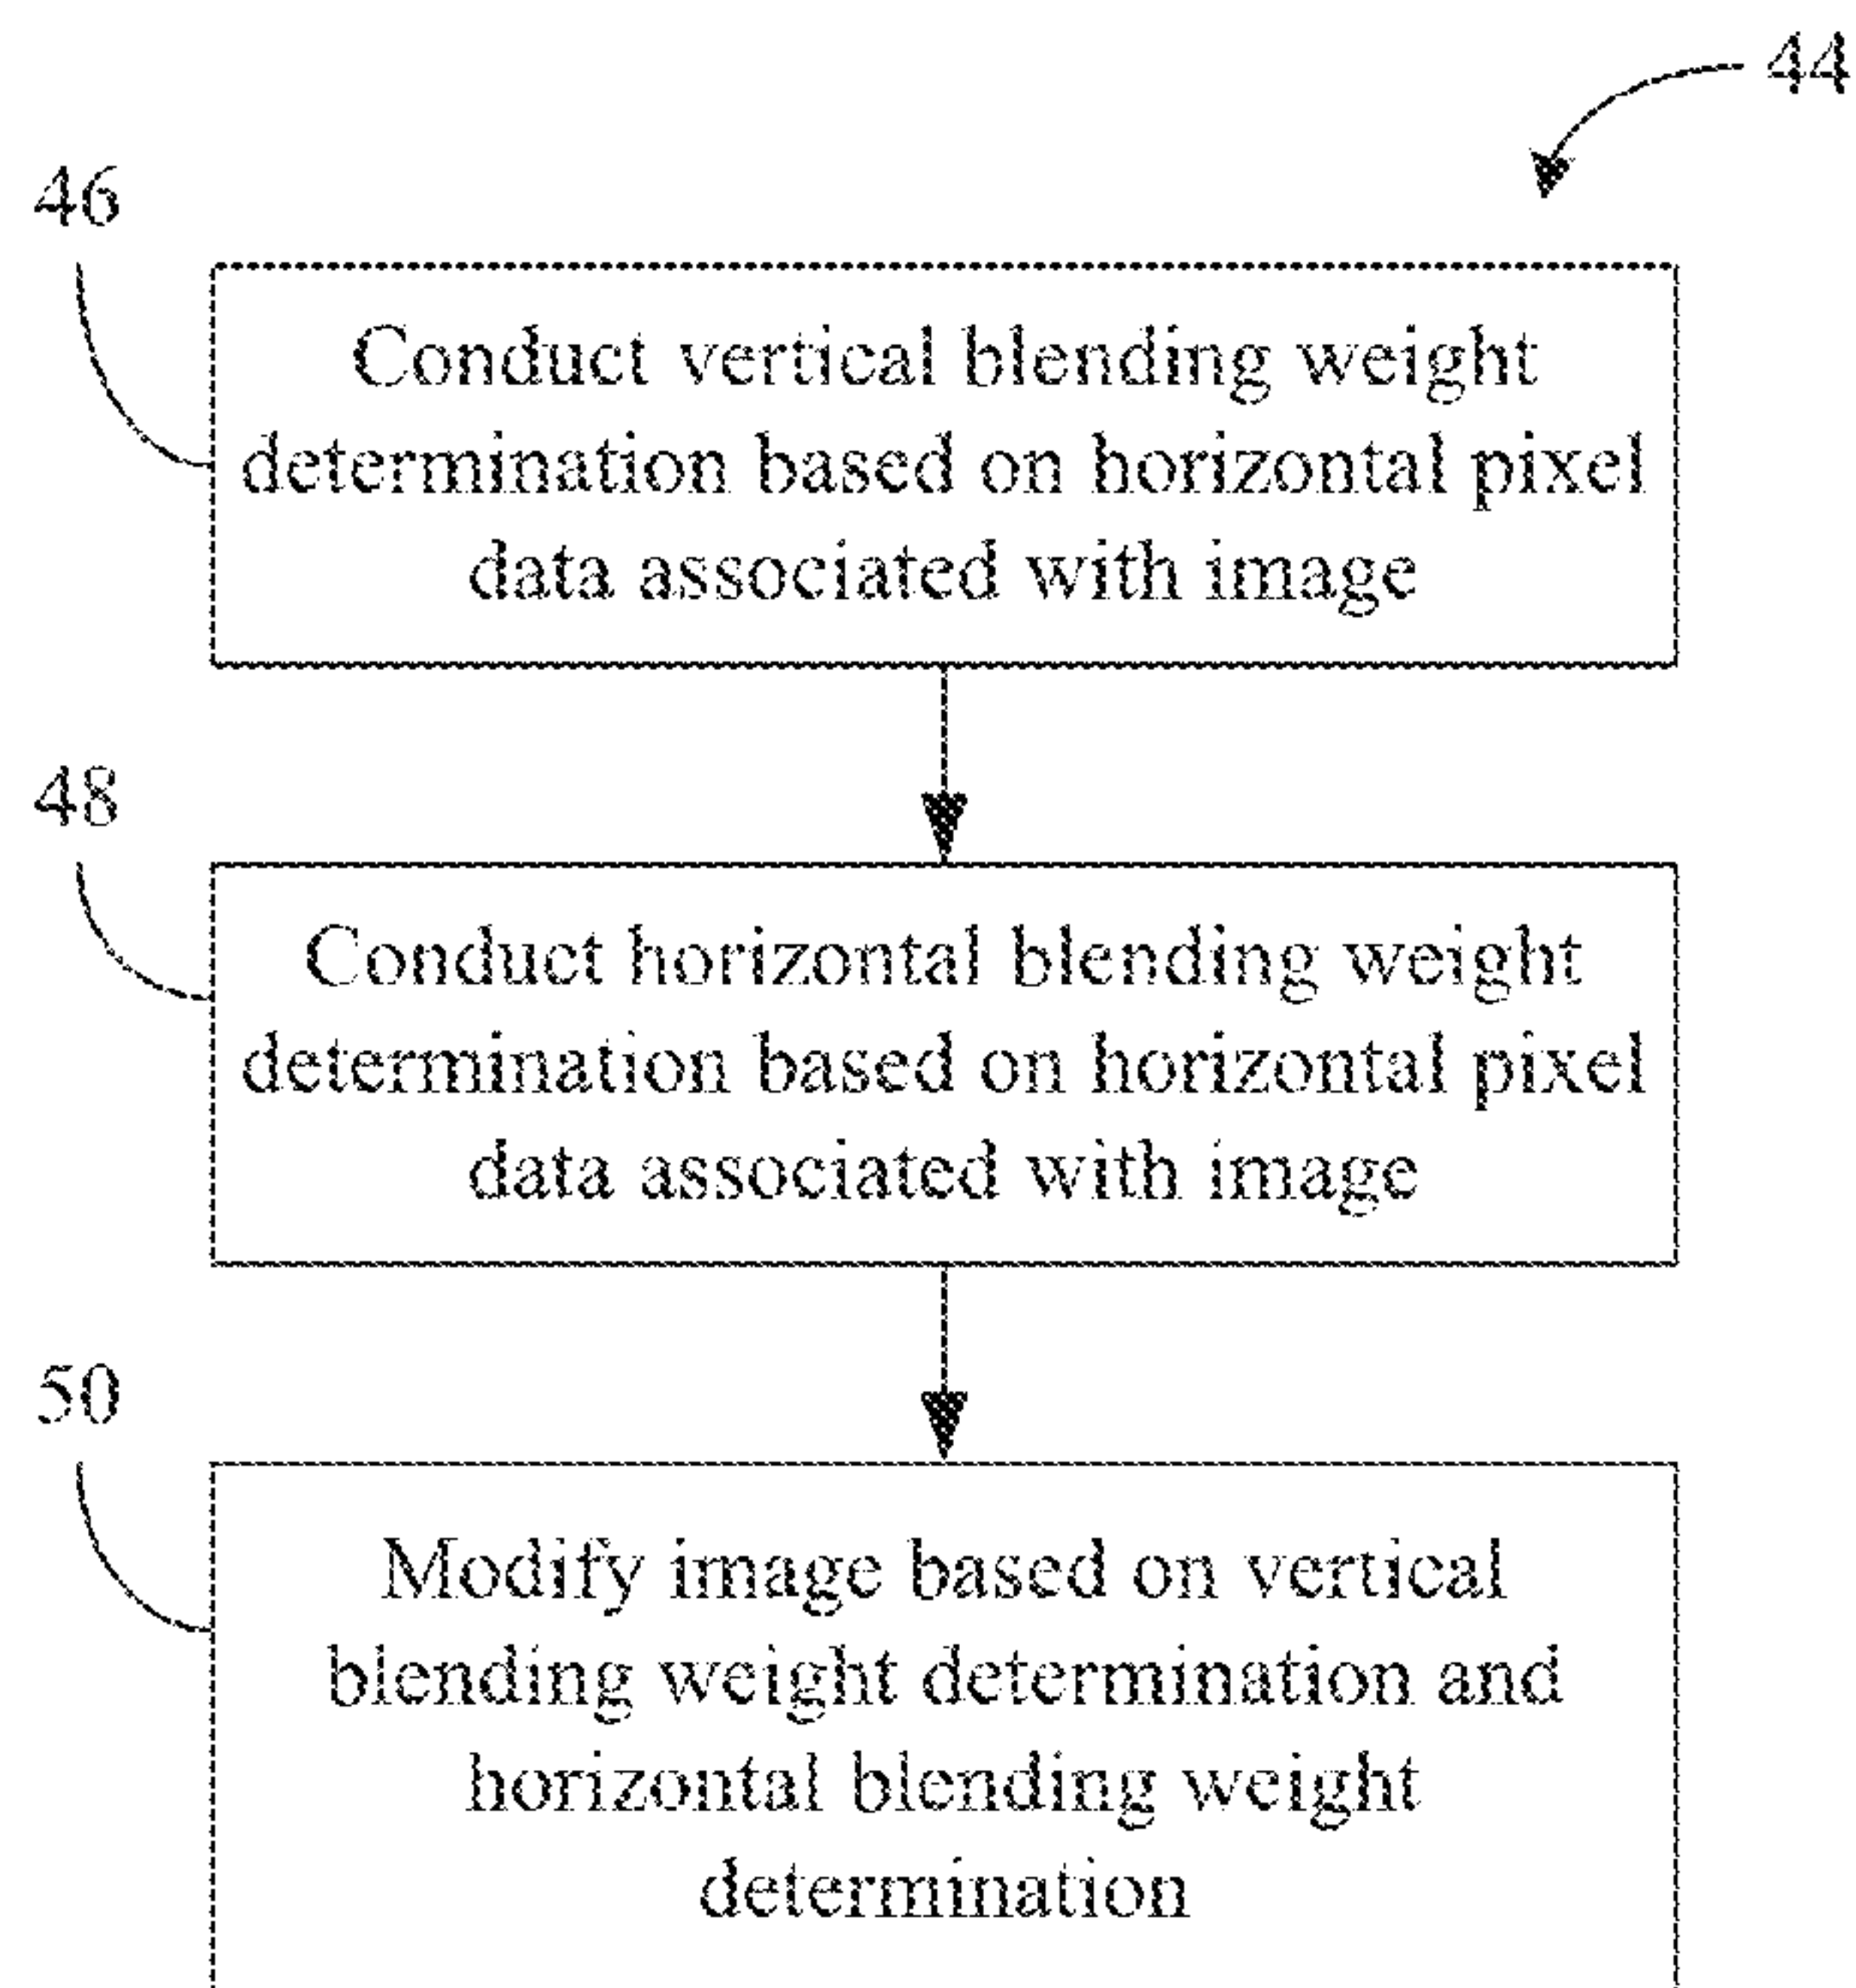 44
46
Conduct vertical blending weight
determination based on horizontal pixel
data associated with image
48
Conduct horizontal blending weight
determination based on horizontal pixel
data associated with image
50
Modify image based on vertical
blending weight determination and
horizontal blending weight
determination